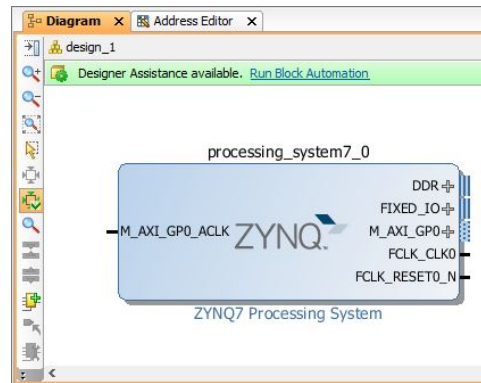 Diagram
Address Editor
design_1
Designer Assistance available. Run Block Automation
processing_system7_0
DDR
FIXED_IO
M_AXI_GP0_ACLK
ZYNQ
M_AXI_GP0
FCLK_CLK0
FCLK_RESET0_N
ZYNQ7 Processing System